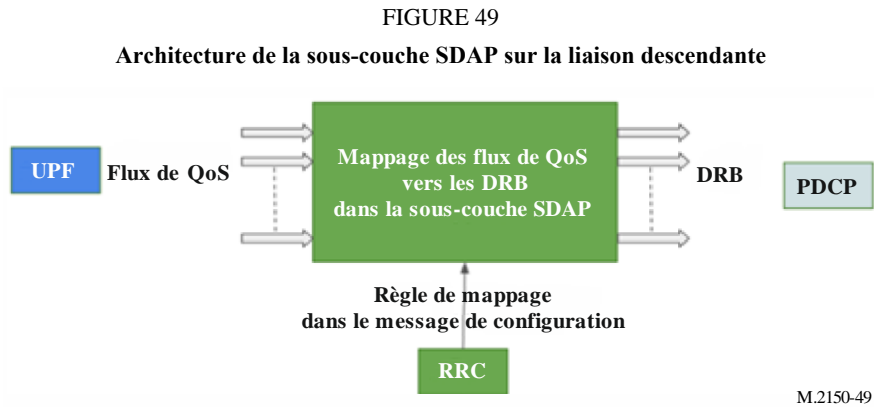 FIGURE 49
Architecture de la sous-couche SDAP sur la liaison descendante
UPF
Flux de QoS
Mappage des flux de QoS
vers les DRB
dans la sous-couche SDAP
DRB
PDCP
Règle de mappage
dans le message de configuration
RRC
M.2150-49